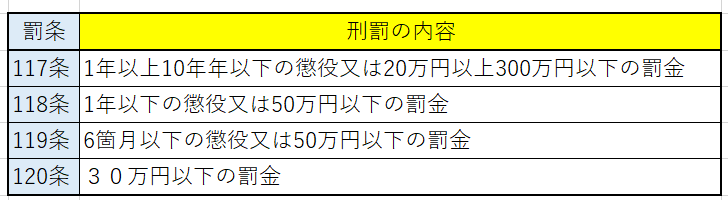 罰条 刑罰の内容
117条 1年以上10年年以下の懲役又は20万円以上300万円以下の罰金
118条 1年以下の懲役又は50万円以下の罰金
119条 6箇月以下の懲役又は50万円以下の罰金
120条 ３０万円以下の罰金